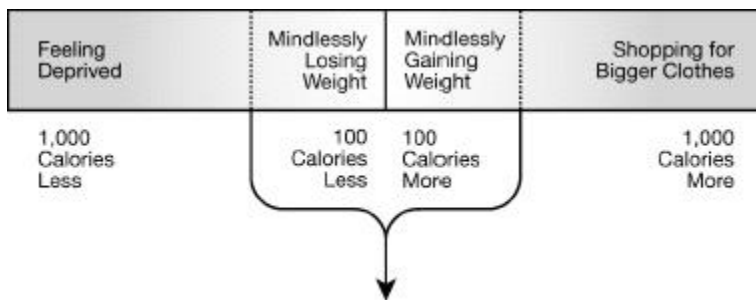 Feeling
Deprived
Mindlessly
Losing
Weight
Mindlessly
Gaining
Weight
Shopping for
Bigger Clothes
1,000
Calories
Less
100
Calories
Less
100
Calories
More
1,000
Calories
More